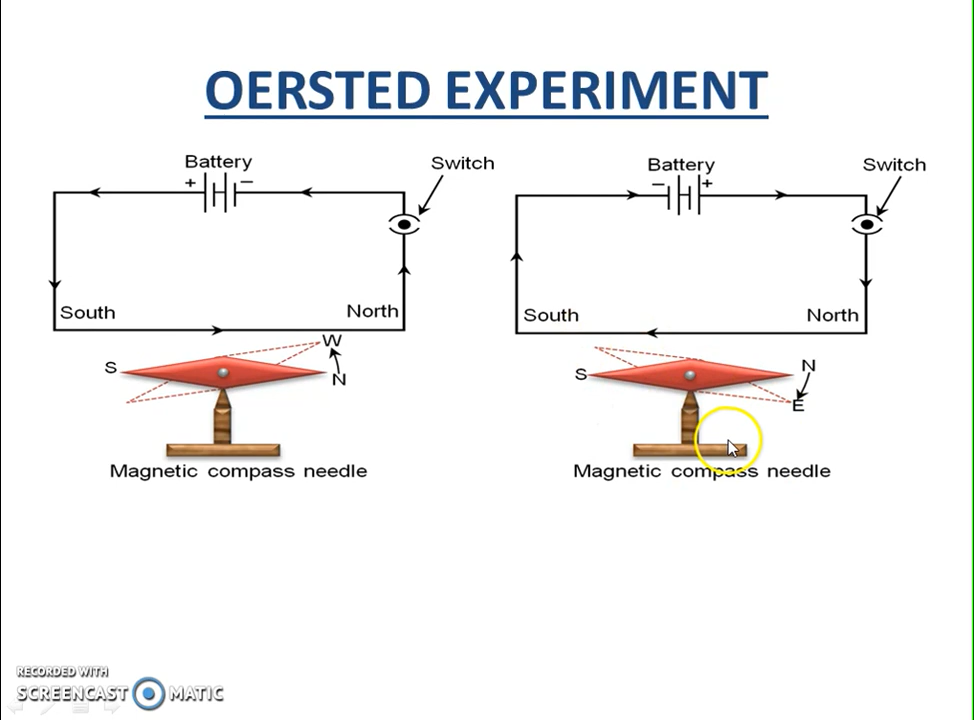 OERSTED EXPERIMENT
Battery
+ −
Switch
South
North
S
W
N
Magnetic compass needle
Battery
− +
Switch
South
North
S
N
E
Magnetic compass needle
RECORDED WITH
SCREENCAST MATIC